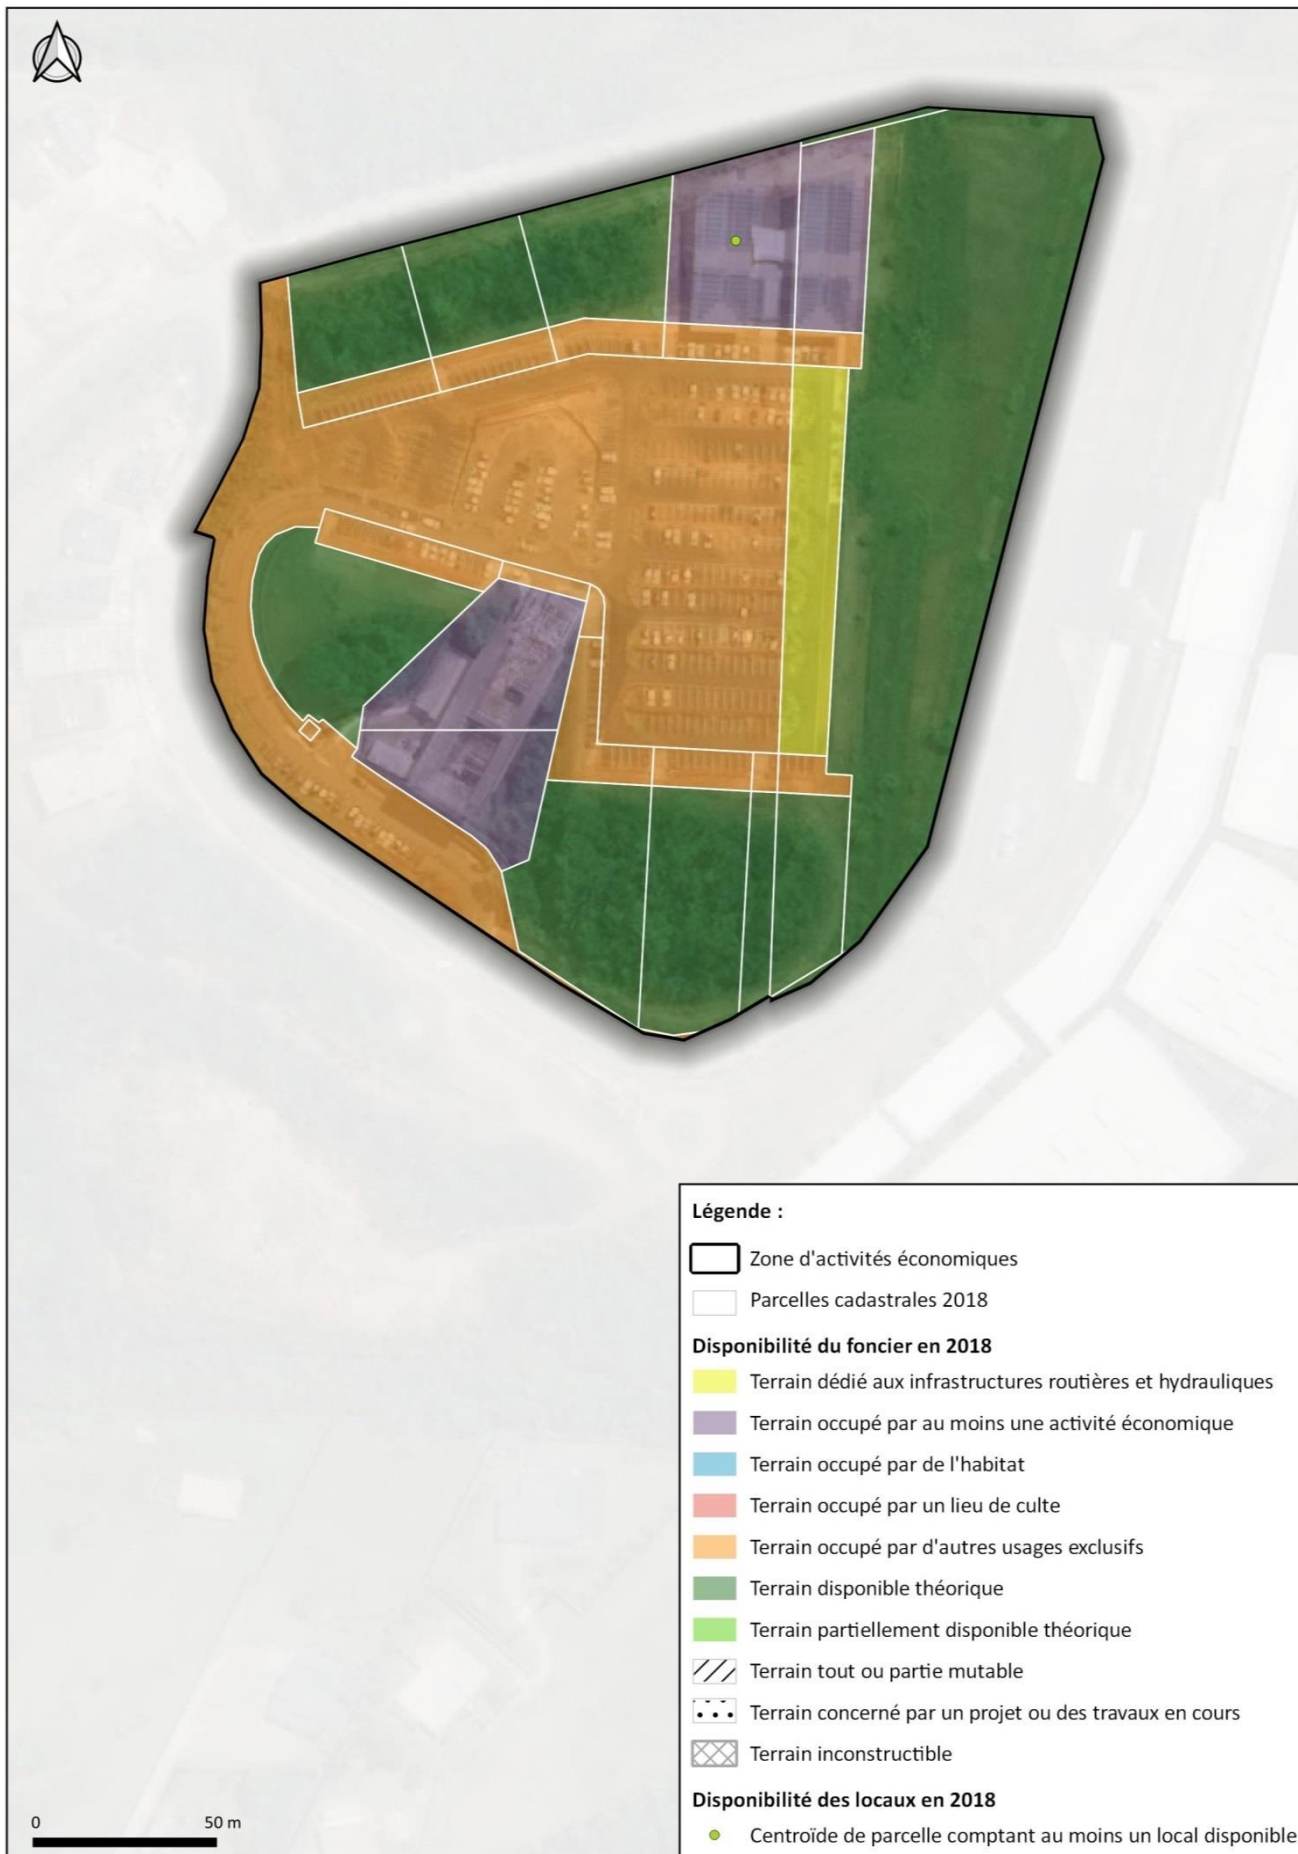 Légende :
Zone d'activités économiques
Parcelles cadastrales 2018
Disponibilité du foncier en 2018
Terrain dédié aux infrastructures routières et hydrauliques
Terrain occupé par au moins une activité économique
Terrain occupé par de l'habitat
Terrain occupé par un lieu de culte
Terrain occupé par d'autres usages exclusifs
Terrain disponible théorique
Terrain partiellement disponible théorique
Terrain tout ou partie mutable
Terrain concerné par un projet ou des travaux en cours
Terrain inconstructible
Disponibilité des locaux en 2018
Centroïde de parcelle comptant au moins un local disponible
0 50 m